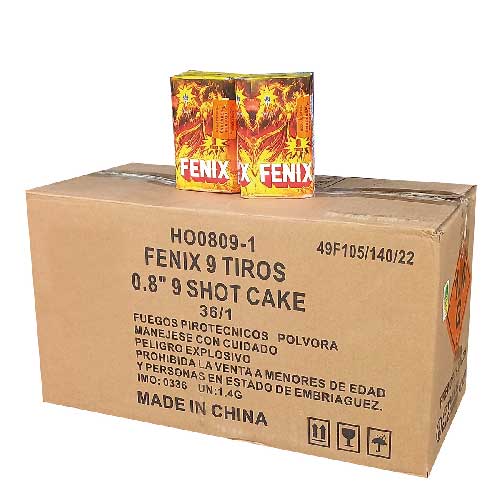 FENIX
FENIX
HO0809-1
49F105/140/22
FENIX 9 TIROS
0.8" 9 SHOT CAKE
36/1
FUEGOS PIROTECNICOS POLVORA
MANEJESE CON CUIDADO
PELIGRO EXPLOSIVO
PROHIBIDA LA VENTA A MENORES DE EDAD
Y PERSONAS EN ESTADO DE EMBRIAGUEZ.
IMO: 0336 UN:1.4G
MADE IN CHINA